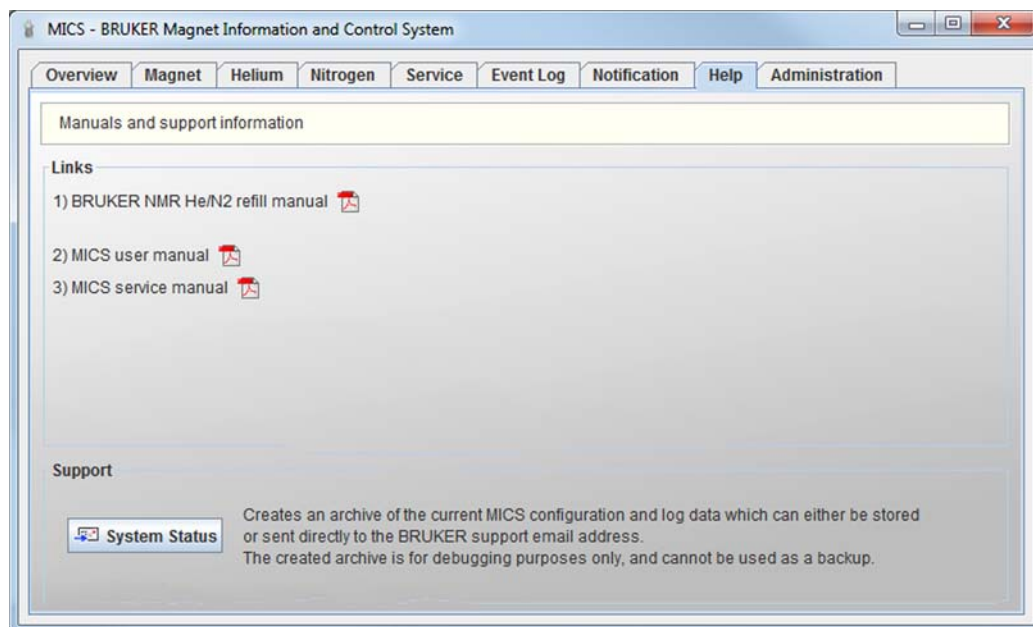 MICS - BRUKER Magnet Information and Control System
Overview Magnet Helium Nitrogen Service Event Log Notification Help Administration
Manuals and support information
Links
1) BRUKER NMR He/N2 refill manual
2) MICS user manual
3) MICS service manual
Support
System Status
Creates an archive of the current MICS configuration and log data which can either be stored
or sent directly to the BRUKER support email address.
The created archive is for debugging purposes only, and cannot be used as a backup.